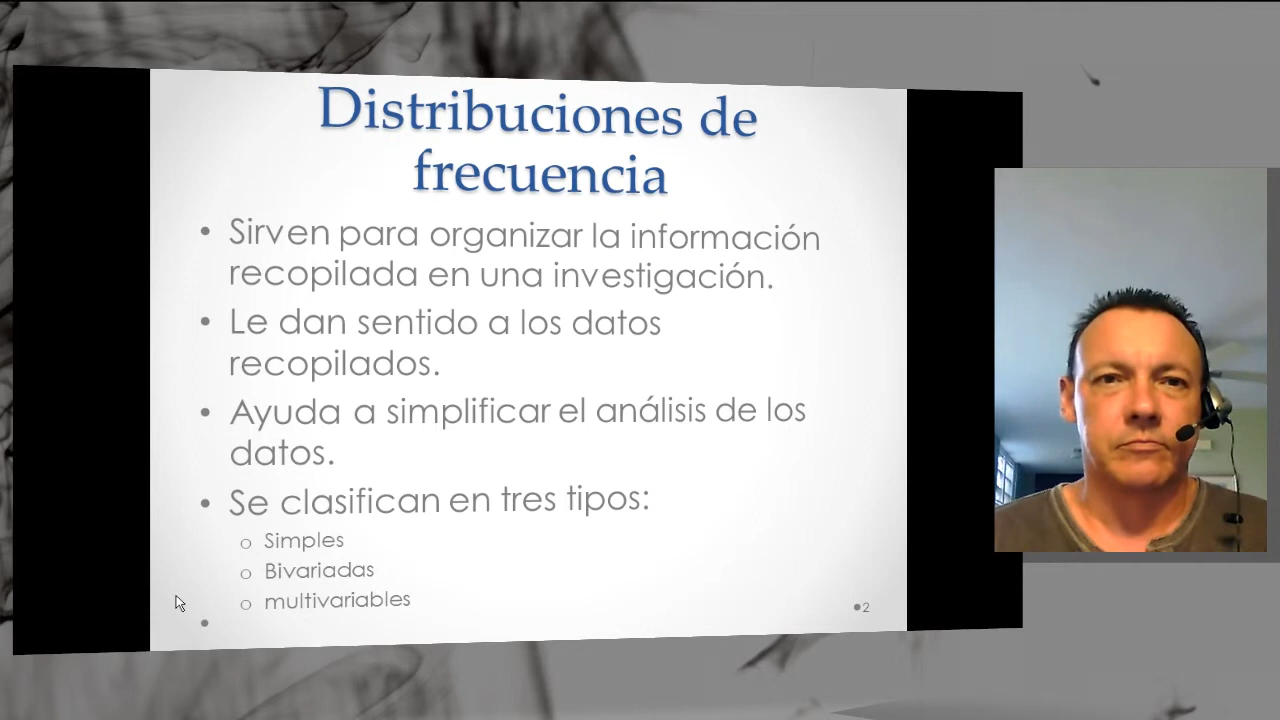 Distribuciones de
frecuencia
• Sirven para organizar la información
recopilada en una investigación.
• Le dan sentido a los datos
recopilados.
• Ayuda a simplificar el análisis de los
datos.
• Se clasifican en tres tipos:
o Simples
o Bivariadas
o multivariables
•
•2